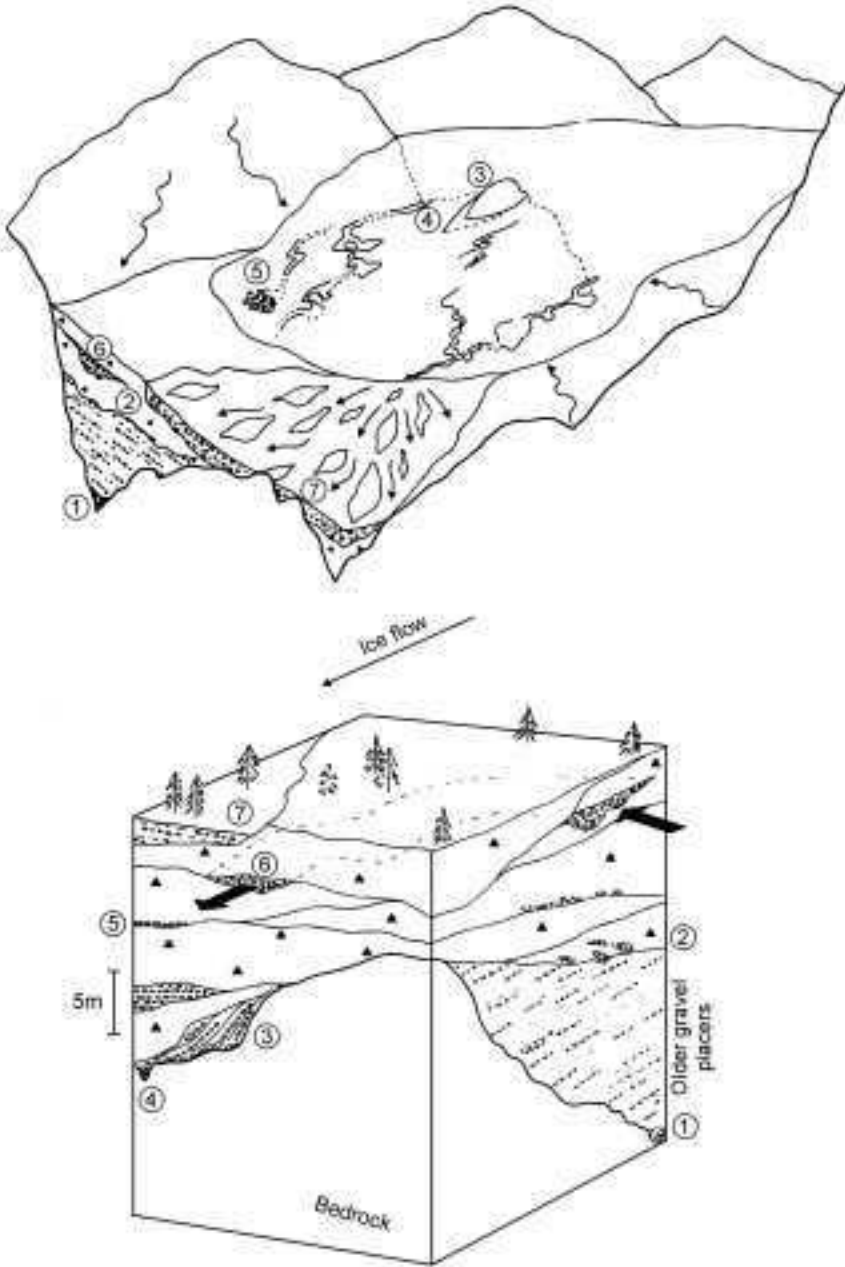 ③
④
⑤
⑥
②
①
⑦
Ice flow
⑦
⑥
⑤
②
5m
③
④
Older gravel
placers
①
Bedrock